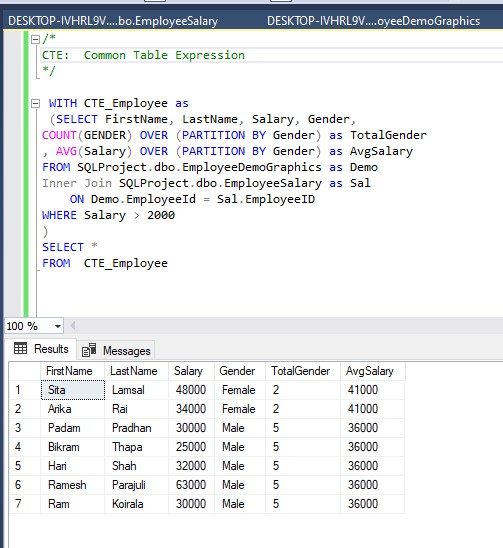 DESKTOP-IVHRL9V....bo.EmployeeSalary DESKTOP-IVHRL9V....oyeeDemoGraphics
/*
CTE: Common Table Expression
*/
WITH CTE_Employee as
(SELECT FirstName, LastName, Salary, Gender,
COUNT(GENDER) OVER (PARTITION BY Gender) as TotalGender
, AVG(Salary) OVER (PARTITION BY Gender) as AvgSalary
FROM SQLProject.dbo.EmployeeDemoGraphics as Demo
Inner Join SQLProject.dbo.EmployeeSalary as Sal
ON Demo.EmployeeId = Sal.EmployeeID
WHERE Salary > 2000
)
SELECT *
FROM CTE_Employee
100 %
Results Messages
FirstName LastName Salary Gender TotalGender AvgSalary
1 Sita Lamsal 48000 Female 2 41000
2 Arika Rai 34000 Female 2 41000
3 Padam Pradhan 30000 Male 5 36000
4 Bikram Thapa 25000 Male 5 36000
5 Hari Shah 32000 Male 5 36000
6 Ramesh Parajuli 63000 Male 5 36000
7 Ram Koirala 30000 Male 5 36000